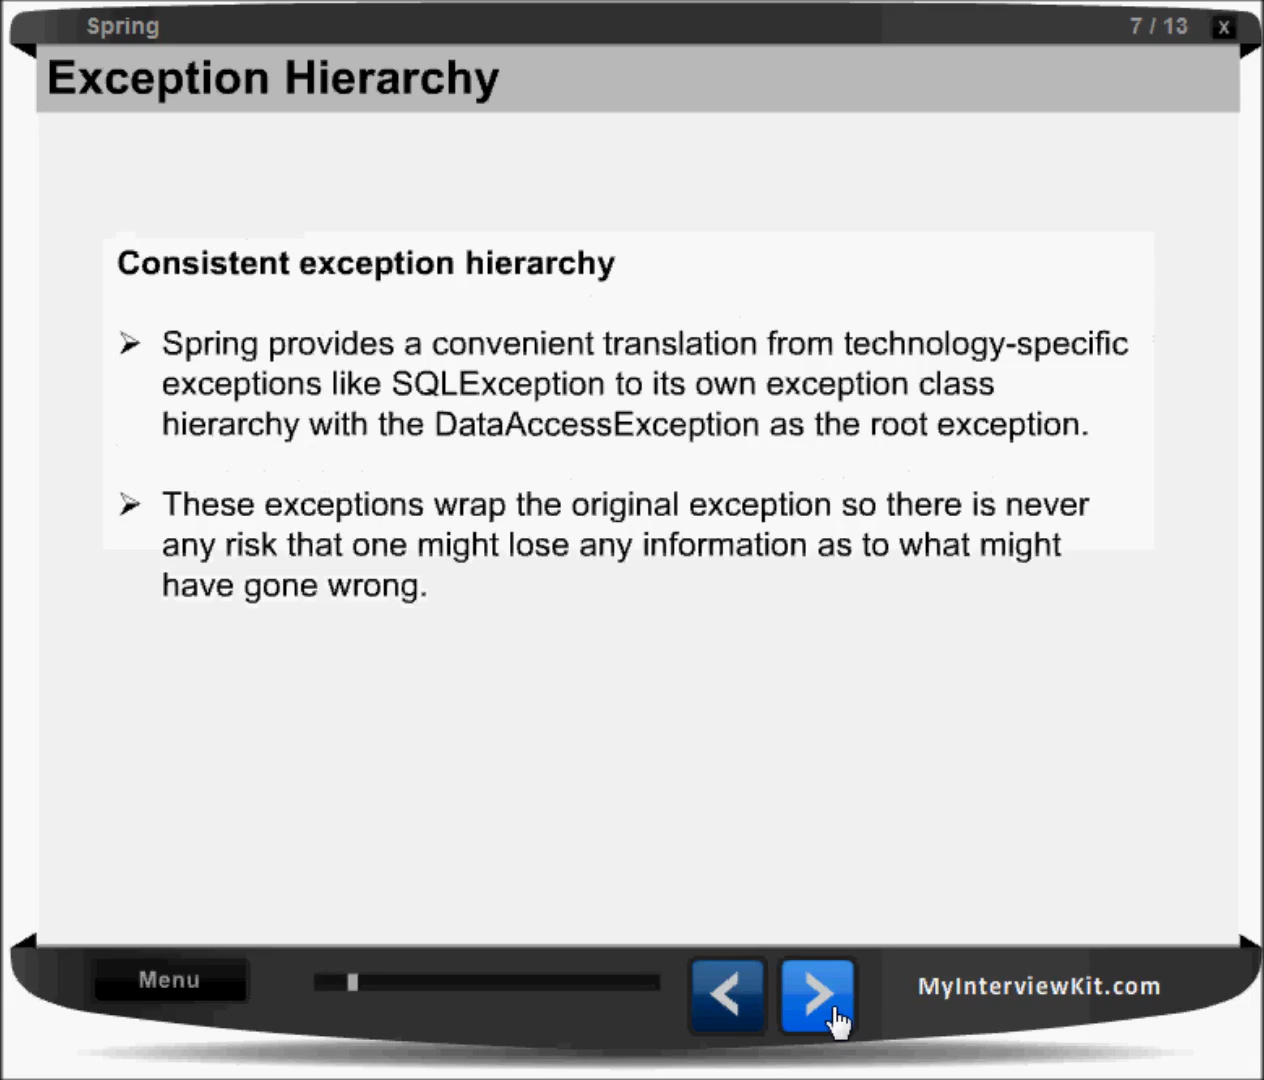 Spring
7 / 13
X
Exception Hierarchy
Consistent exception hierarchy
➢ Spring provides a convenient translation from technology-specific
exceptions like SQLException to its own exception class
hierarchy with the DataAccessException as the root exception.
➢ These exceptions wrap the original exception so there is never
any risk that one might lose any information as to what might
have gone wrong.
Menu
MyInterviewKit.com